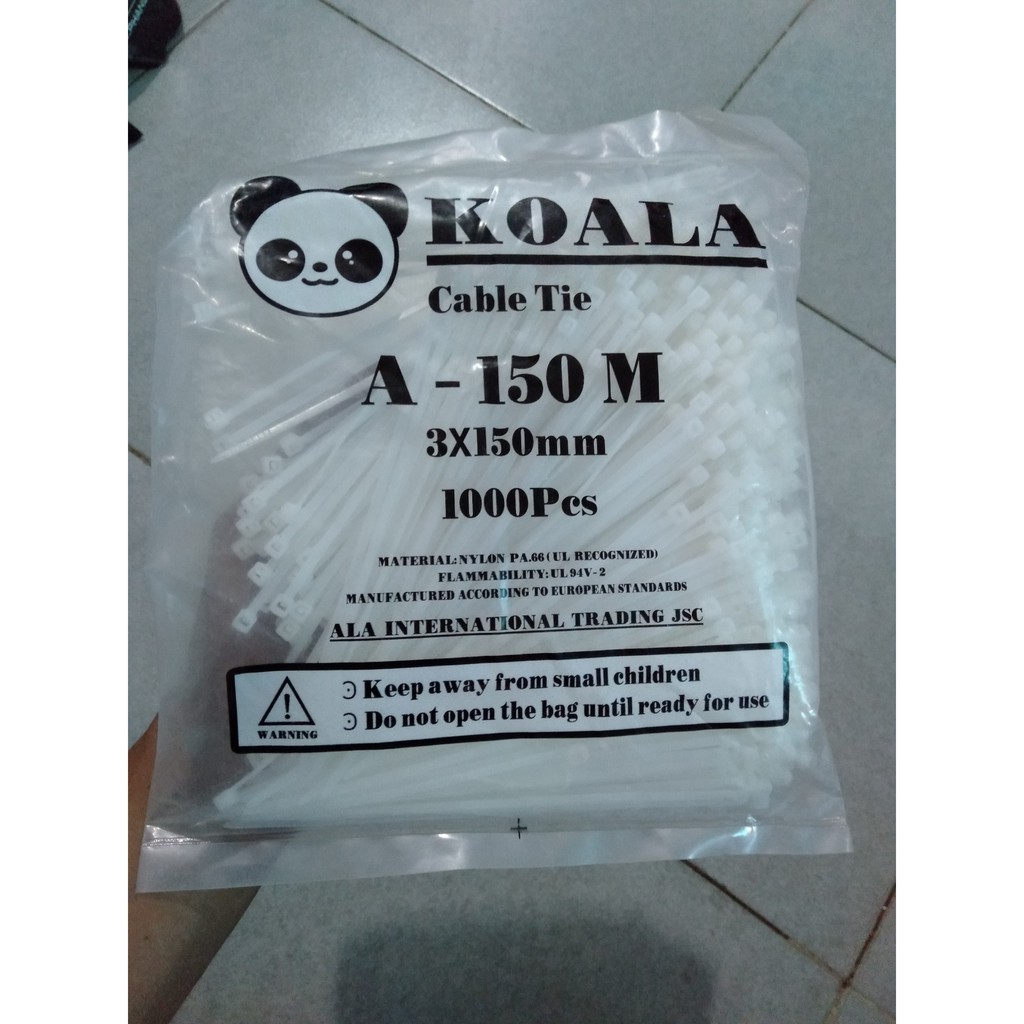 KOALA
Cable Tie
A - 150 M
3X150mm
1000Pcs
MATERIAL:NYLON PA.66(UL RECOGNIZED)
FLAMMABILITY:UL 94V-2
MANUFACTURED ACCORDING TO EUROPEAN STANDARDS
ALA INTERNATIONAL TRADING JSC
Keep away from small children
Do not open the bag until ready for use
WARNING